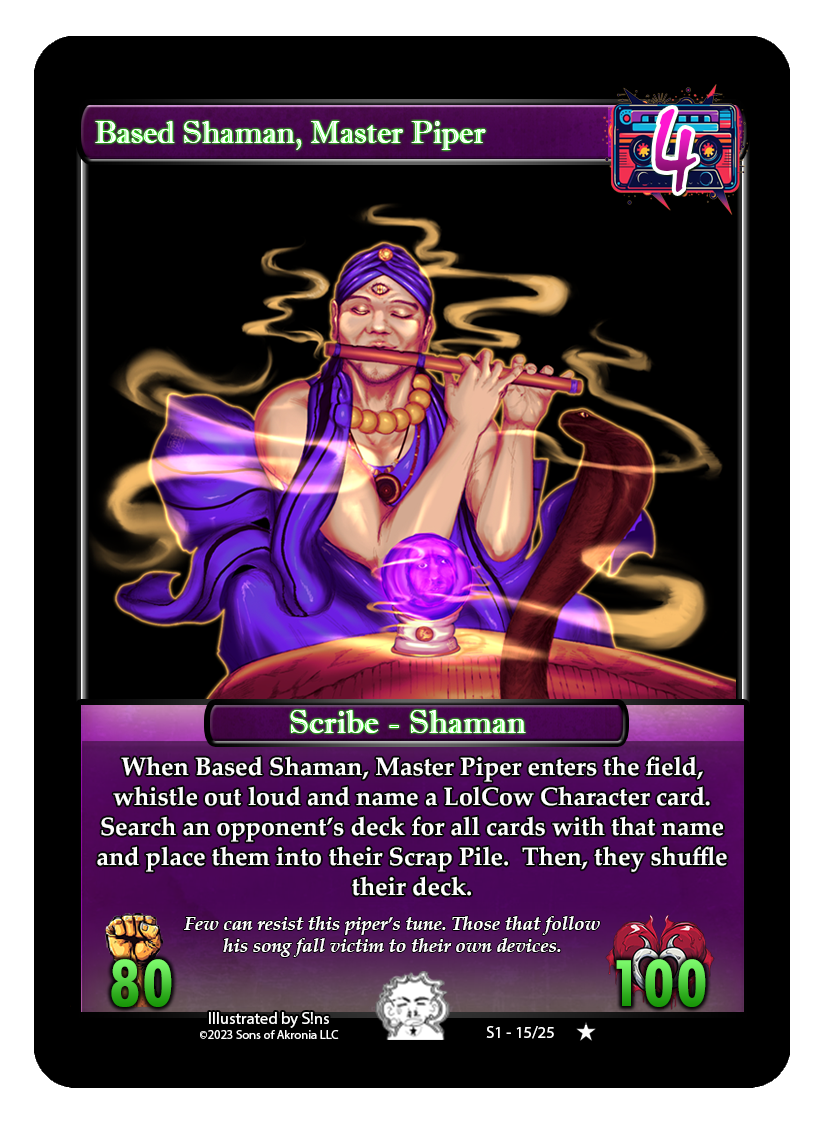 Based Shaman, Master Piper
4
Scribe - Shaman
When Based Shaman, Master Piper enters the field,
whistle out loud and name a LolCow Character card.
Search an opponent's deck for all cards with that name
and place them into their Scrap Pile.  Then, they shuffle
their deck.
Few can resist this piper's tune. Those that follow
his song fall victim to their own devices.
80
100
Illustrated by S!ns
©2023 Sons of Akronia LLC
S1 - 15/25